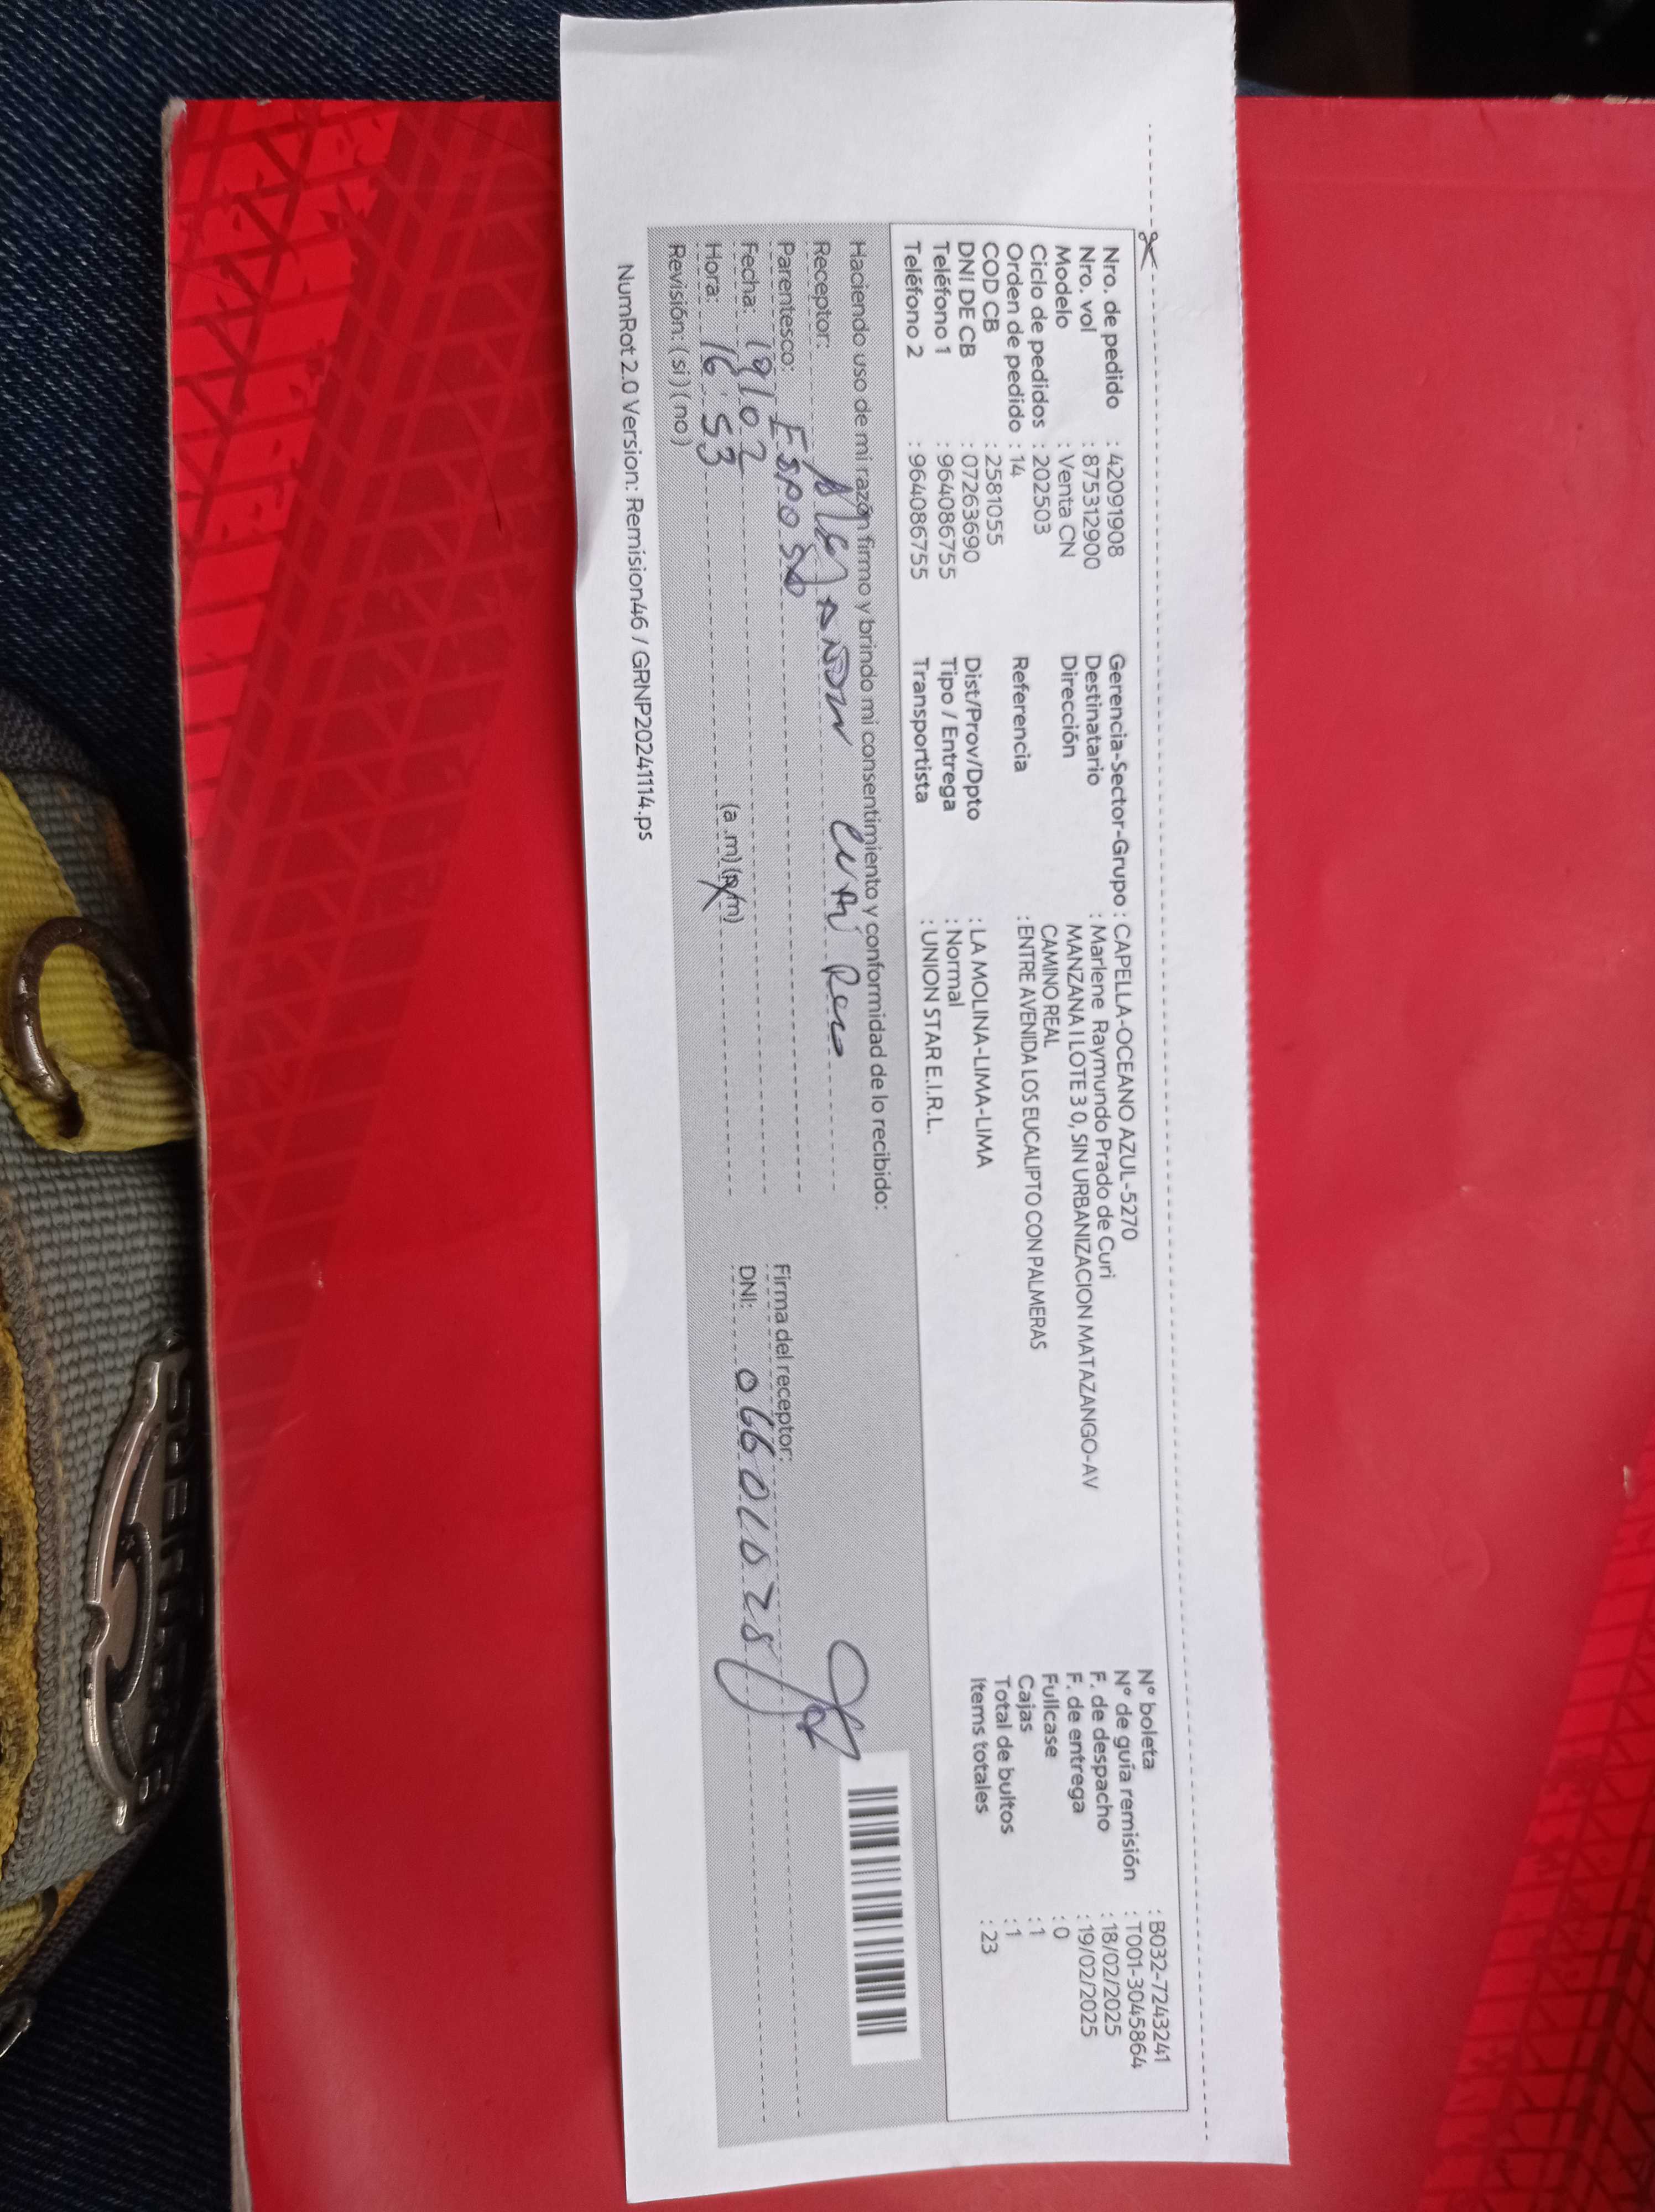 Nro. de pedido : 42091908
Nro. vol : 875312900
Modelo : Venta CN
Ciclo de pedidos : 202503
Orden de pedido : 14
COD CB : 2581055
DNI DE CB : 07263690
Teléfono 1 : 964086755
Teléfono 2 : 964086755
Gerencia-Sector-Grupo : CAPELLA-OCEANO AZUL-5270
Destinatario : Marlene Raymundo Prado de Curi
Dirección MANZANA I LOTE 3 0, SIN URBANIZACION MATAZANGO-AV
CAMINO REAL
Referencia : ENTRE AVENIDA LOS EUCALIPTO CON PALMERAS
Dist/Prov/Dpto : LA MOLINA-LIMA-LIMA
Tipo / Entrega : Normal
Transportista : UNION STAR E.I.R.L.
N° boleta : B032-7243241
N° de guía remisión : T001-3045864
F. de despacho : 18/02/2025
F. de entrega : 19/02/2025
Fullcase : 0
Cajas : 1
Total de bultos : 1
Items totales : 23
Haciendo uso de mi razón firmo y brindo mi consentimiento y conformidad de lo recibido:
Receptor:
Parentesco: Esposo
Fecha: 19/02
Hora: 16:53 (a.m)(p.m)
Revisión: (si) (no)
Firma del receptor:
DNI:
NumRot 2.0 Version: Remision46 / GRNP20241114.ps